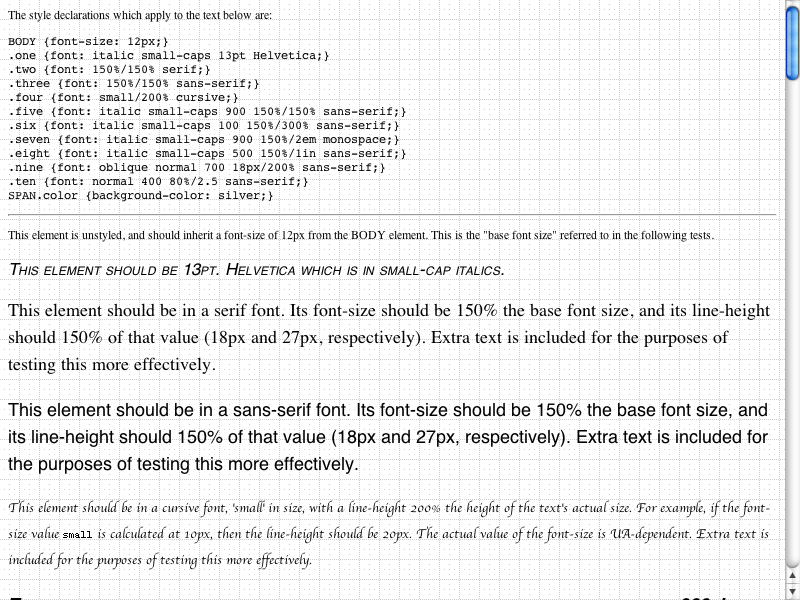 The style declarations which apply to the text below are:
BODY {font-size: 12px;}
.one {font: italic small-caps 13pt Helvetica;}
.two {font: 150%/150% serif;}
.three {font: 150%/150% sans-serif;}
.four {font: small/200% cursive;}
.five {font: italic small-caps 900 150%/150% sans-serif;}
.six {font: italic small-caps 100 150%/300% sans-serif;}
.seven {font: italic small-caps 900 150%/2em monospace;}
.eight {font: italic small-caps 500 150%/1in sans-serif;}
.nine {font: oblique normal 700 18px/200% sans-serif;}
.ten {font: normal 400 80%/2.5 sans-serif;}
SPAN.color {background-color: silver;}
This element is unstyled, and should inherit a font-size of 12px from the BODY element. This is the "base font size" referred to in the following tests.
This element should be 13pt. Helvetica which is in small-cap italics.
This element should be in a serif font. Its font-size should be 150% the base font size, and its line-height
should 150% of that value (18px and 27px, respectively). Extra text is included for the purposes of
testing this more effectively.
This element should be in a sans-serif font. Its font-size should be 150% the base font size, and
its line-height should 150% of that value (18px and 27px, respectively). Extra text is included for
the purposes of testing this more effectively.
This element should be in a cursive font, 'small' in size, with a line-height 200% the height of the text's actual size. For example, if the font-
size value small is calculated at 10px, then the line-height should be 20px. The actual value of the font-size is UA-dependent. Extra text is
included for the purposes of testing this more effectively.